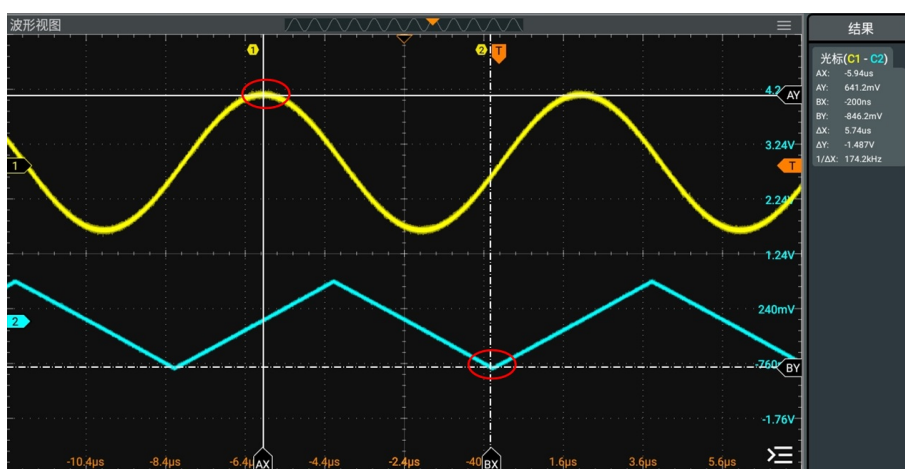 波形视图
结果
1
2
T
光标(C1 - C2)
AX: -5.94us
AY: 641.2mV
BX: -200ns
BY: -846.2mV
ΔX: 5.74us
ΔY: -1.487V
1/ΔX: 174.2kHz
4.2
AY
3.24V
1
T
2.24
1.24V
240mV
2
-760
BY
-1.76V
-10.4μs
-8.4μs
-6.4μ
AX
-4.4μs
-2.4μs
-40
BX
1.6μs
3.6μs
5.6μs